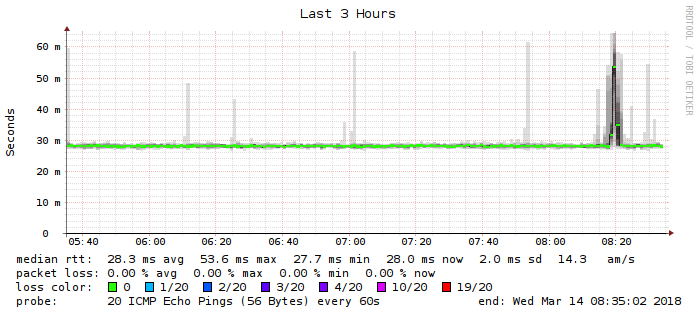 Last 3 Hours
RRDTOOL / TOBI OETIKER
Seconds
60 m
50 m
40 m
30 m
20 m
10 m
0
05:40 06:00 06:20 06:40 07:00 07:20 07:40 08:00 08:20
median rtt: 28.3 ms avg 53.6 ms max 27.7 ms min 28.0 ms now 2.0 ms sd 14.3 am/s
packet loss: 0.00 % avg 0.00 % max 0.00 % min 0.00 % now
loss color: 0 1/20 2/20 3/20 4/20 10/20 19/20
probe: 20 ICMP Echo Pings (56 Bytes) every 60s end: Wed Mar 14 08:35:02 2018